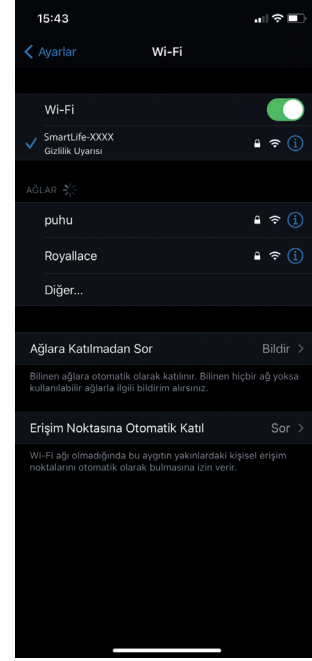 15:43
Ayarlar
Wi-Fi
Wi-Fi
SmartLife-XXXX
Gizlilik Uyarısı
AĞLAR
puhu
Royallace
Diğer...
Ağlara Katılmadan Sor Bildir
Bilinen ağlara otomatik olarak katılınır. Bilinen hiçbir ağ yoksa
kullanılabilir ağlarla ilgili bildirim alırsınız.
Erişim Noktasına Otomatik Katıl Sor
Wi-Fi ağı olmadığında bu aygıtın yakınlardaki kişisel erişim
noktalarını otomatik olarak bulmasına izin verir.